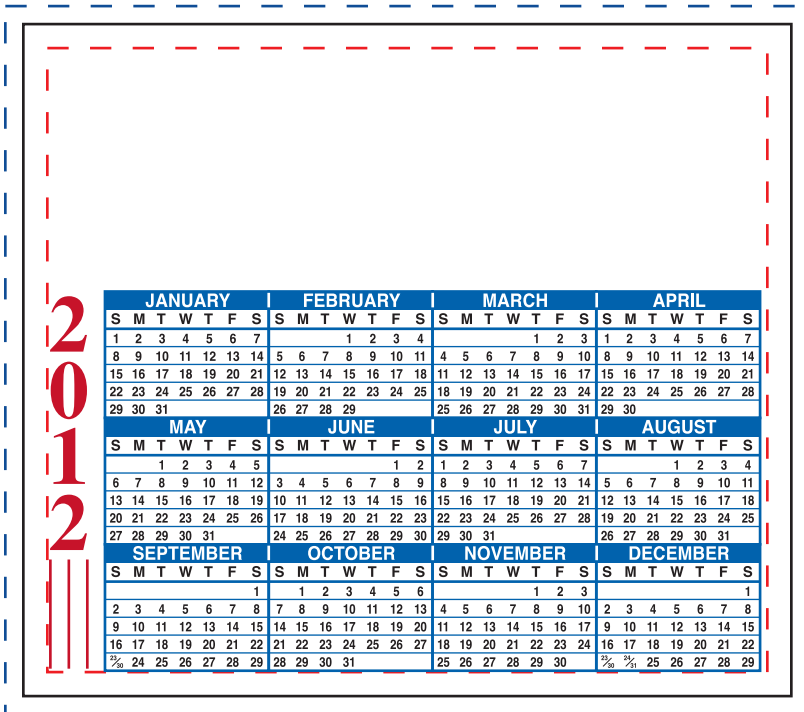 2012
JANUARY FEBRUARY MARCH APRIL
S M T W T F S S M T W T F S S M T W T F S S M T W T F S
1 2 3 4 5 6 7 1 2 3 4 1 2 3 1 2 3 4 5 6 7
8 9 10 11 12 13 14 5 6 7 8 9 10 11 4 5 6 7 8 9 10 8 9 10 11 12 13 14
15 16 17 18 19 20 21 12 13 14 15 16 17 18 11 12 13 14 15 16 17 15 16 17 18 19 20 21
22 23 24 25 26 27 28 19 20 21 22 23 24 25 18 19 20 21 22 23 24 22 23 24 25 26 27 28
29 30 31 26 27 28 29 25 26 27 28 29 30 31 29 30
MAY JUNE JULY AUGUST
S M T W T F S S M T W T F S S M T W T F S S M T W T F S
1 2 3 4 5 1 2 1 2 3 4 5 6 7 1 2 3 4
6 7 8 9 10 11 12 3 4 5 6 7 8 9 8 9 10 11 12 13 14 5 6 7 8 9 10 11
13 14 15 16 17 18 19 10 11 12 13 14 15 16 15 16 17 18 19 20 21 12 13 14 15 16 17 18
20 21 22 23 24 25 26 17 18 19 20 21 22 23 22 23 24 25 26 27 28 19 20 21 22 23 24 25
27 28 29 30 31 24 25 26 27 28 29 30 29 30 31 26 27 28 29 30 31
SEPTEMBER OCTOBER NOVEMBER DECEMBER
S M T W T F S S M T W T F S S M T W T F S S M T W T F S
1 1 2 3 4 5 6 1 2 3 1
2 3 4 5 6 7 8 7 8 9 10 11 12 13 4 5 6 7 8 9 10 2 3 4 5 6 7 8
9 10 11 12 13 14 15 14 15 16 17 18 19 20 11 12 13 14 15 16 17 9 10 11 12 13 14 15
16 17 18 19 20 21 22 21 22 23 24 25 26 27 18 19 20 21 22 23 24 16 17 18 19 20 21 22
23/30 24 25 26 27 28 29 28 29 30 31 25 26 27 28 29 30 23/30 24/31 25 26 27 28 29